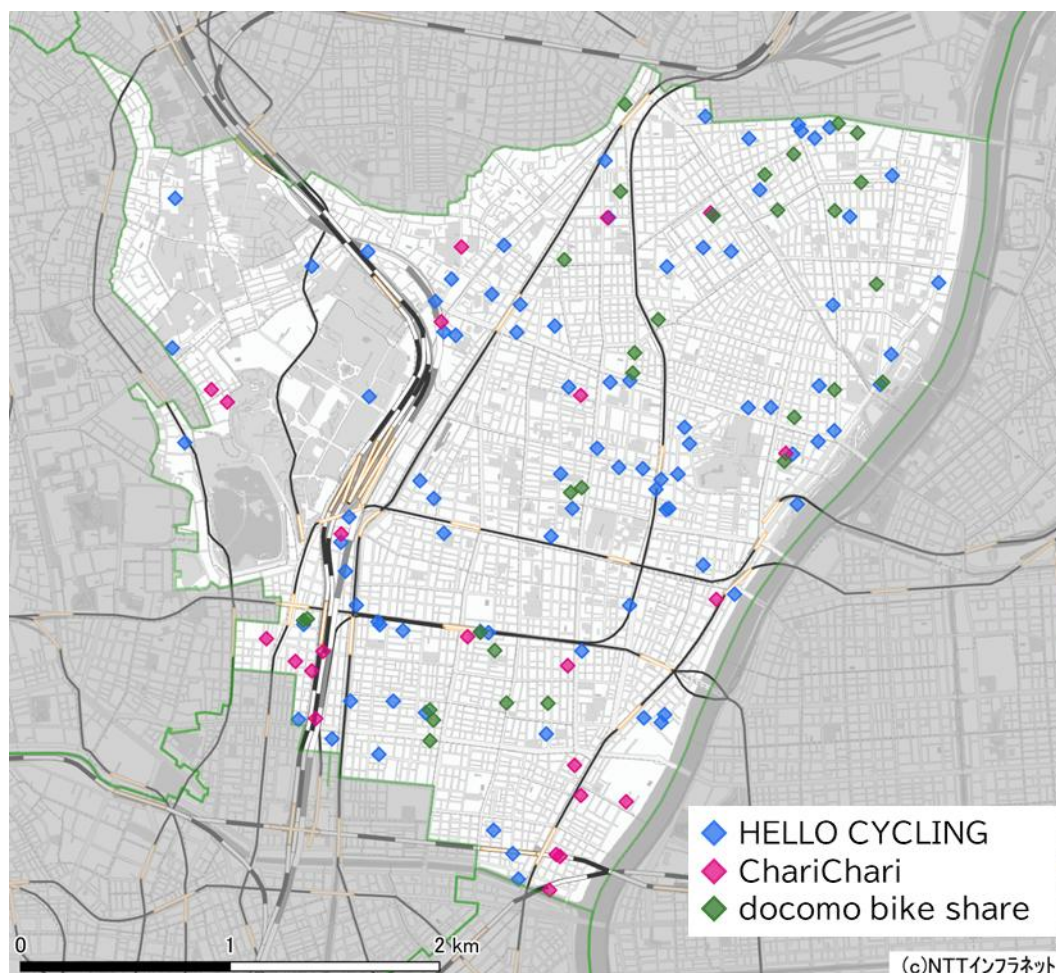 HELLO CYCLING
ChariChari
docomo bike share
0 1 2 km
(c)NTTインフラネット